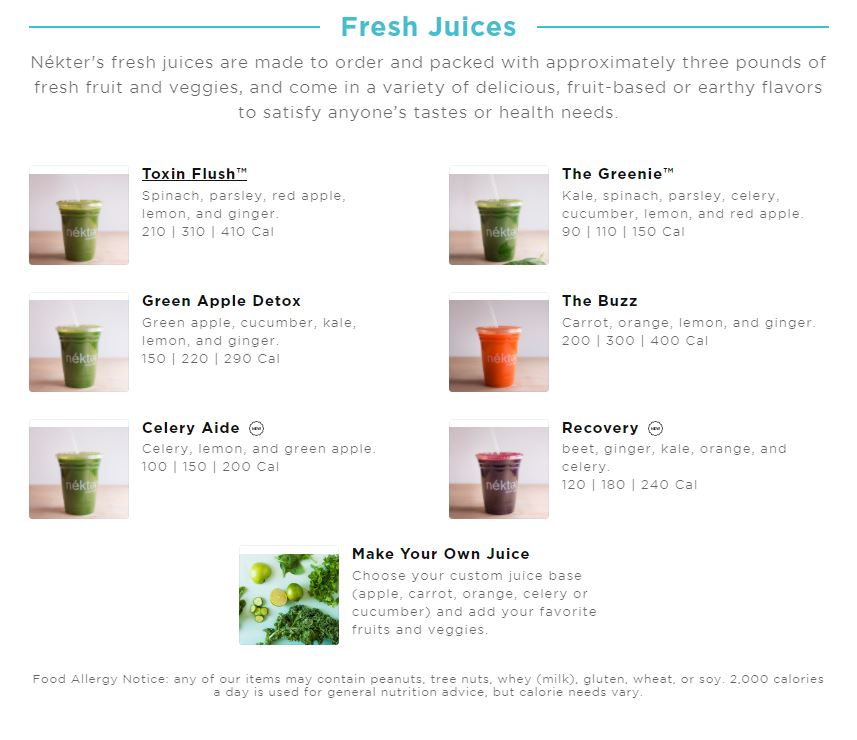 Fresh Juices
Nékter's fresh juices are made to order and packed with approximately three pounds of
fresh fruit and veggies, and come in a variety of delicious, fruit-based or earthy flavors
to satisfy anyone’s tastes or health needs.
Toxin Flush™
Spinach, parsley, red apple,
lemon, and ginger.
210 | 310 | 410 Cal
nékter
The Greenie™
Kale, spinach, parsley, celery,
cucumber, lemon, and red apple.
90 | 110 | 150 Cal
nékter
Green Apple Detox
Green apple, cucumber, kale,
lemon, and ginger.
150 | 220 | 290 Cal
nékter
The Buzz
Carrot, orange, lemon, and ginger.
200 | 300 | 400 Cal
nékter
Celery Aide NEW
Celery, lemon, and green apple.
100 | 150 | 200 Cal
nékter
Recovery NEW
beet, ginger, kale, orange, and
celery.
120 | 180 | 240 Cal
nékter
Make Your Own Juice
Choose your custom juice base
(apple, carrot, orange, celery or
cucumber) and add your favorite
fruits and veggies.
Food Allergy Notice: any of our items may contain peanuts, tree nuts, whey (milk), gluten, wheat, or soy. 2,000 calories
a day is used for general nutrition advice, but calorie needs vary.